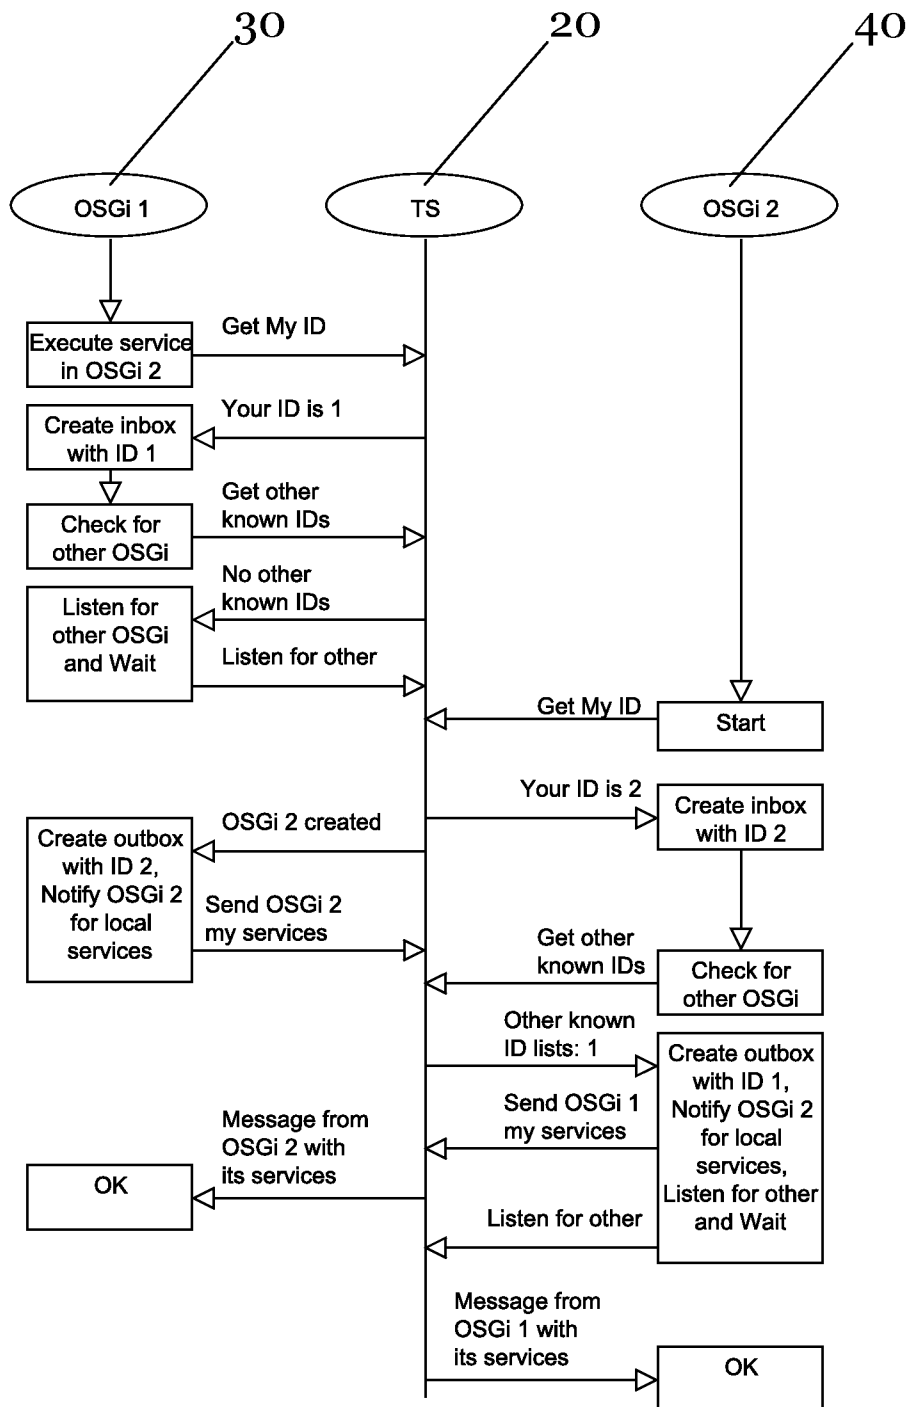 30
20
40
OSGi 1
TS
OSGi 2
Execute service
in OSGi 2
Get My ID
Your ID is 1
Create inbox
with ID 1
Get other
known IDs
Check for
other OSGi
No other
known IDs
Listen for
other OSGi
and Wait
Listen for other
Get My ID
Start
Your ID is 2
Create inbox
with ID 2
OSGi 2 created
Create outbox
with ID 2,
Notify OSGi 2
for local
services
Send OSGi 2
my services
Get other
known IDs
Check for
other OSGi
Other known
ID lists: 1
Create outbox
with ID 1,
Notify OSGi 2
for local
services,
Listen for other
and Wait
Send OSGi 1
my services
Message from
OSGi 2 with
its services
OK
Listen for other
Message from
OSGi 1 with
its services
OK